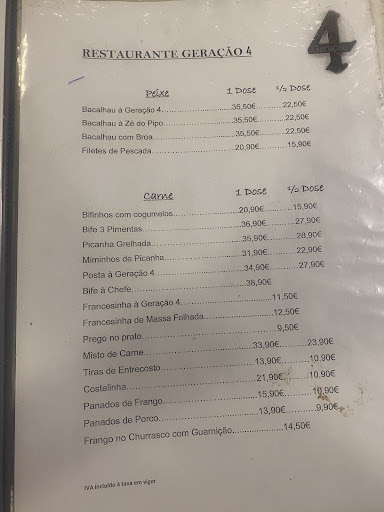 4
GERAÇÃO
RESTAURANTE GERAÇÃO 4
Peixe 1 Dose ½ Dose
Bacalhau à Geração 4 35,50€ 22,50€
Bacalhau à Zé do Pipo 35,50€ 22,50€
Bacalhau com Broa 35,50€ 22,50€
Filetes de Pescada 20,90€ 15,90€
Carne 1 Dose ½ Dose
Bifinhos com cogumelos 20,90€ 15,90€
Bife 3 Pimentas 36,90€ 27,90€
Picanha Grelhada 35,90€ 28,90€
Miminhos de Picanha 31,90€ 22,90€
Posta à Geração 4 34,90€ 27,90€
Bife à Chefe 38,90€
Francesinha à Geração 4 11,50€
Francesinha de Massa Folhada 12,50€
Prego no prato 9,50€
Misto de Carne 33,90€ 23,90€
Tiras de Entrecosto 13,90€ 10,90€
Costelinha 21,90€ 10,90€
Panados de Frango 15,90€ 10,90€
Panados de Porco 13,90€ 9,90€
Frango no Churrasco com Guarnição 14,50€
IVA incluído à taxa em vigor